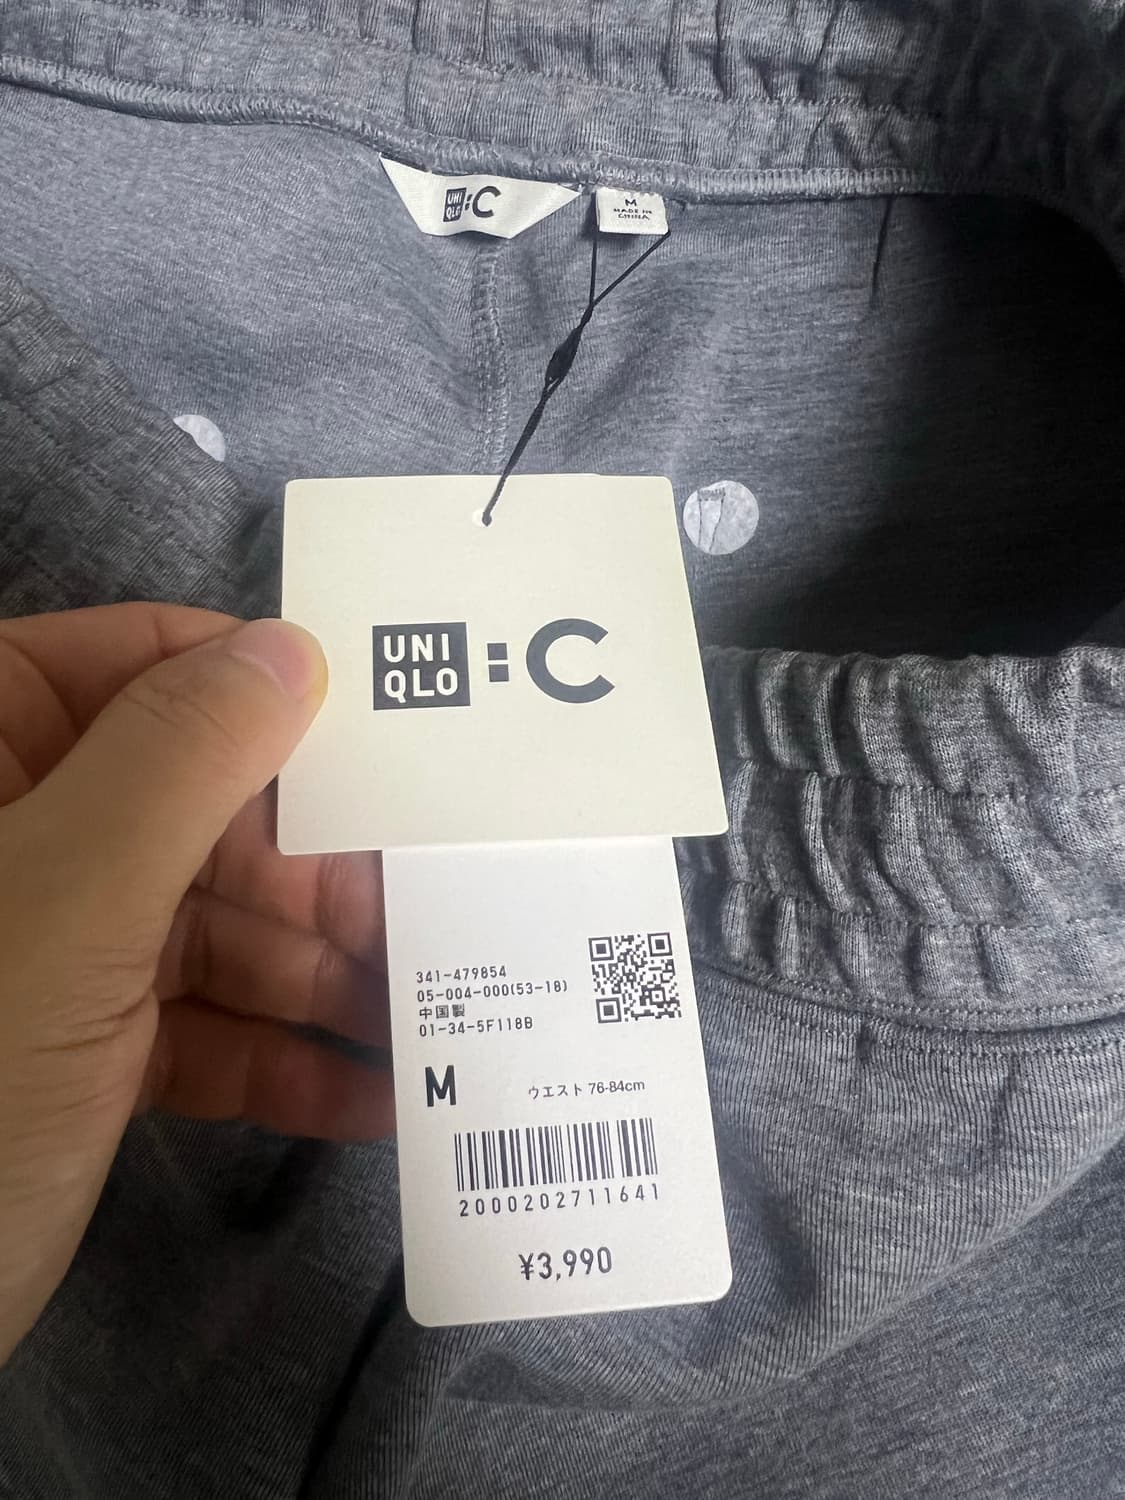 UNI
QLO
:C
M
MADE IN
CHINA
UNI
QLO
:C
341-479854
05-004-000(53-18)
中国製
01-34-5F118B
M
ウエスト 76-84cm
2000202711641
¥3,990